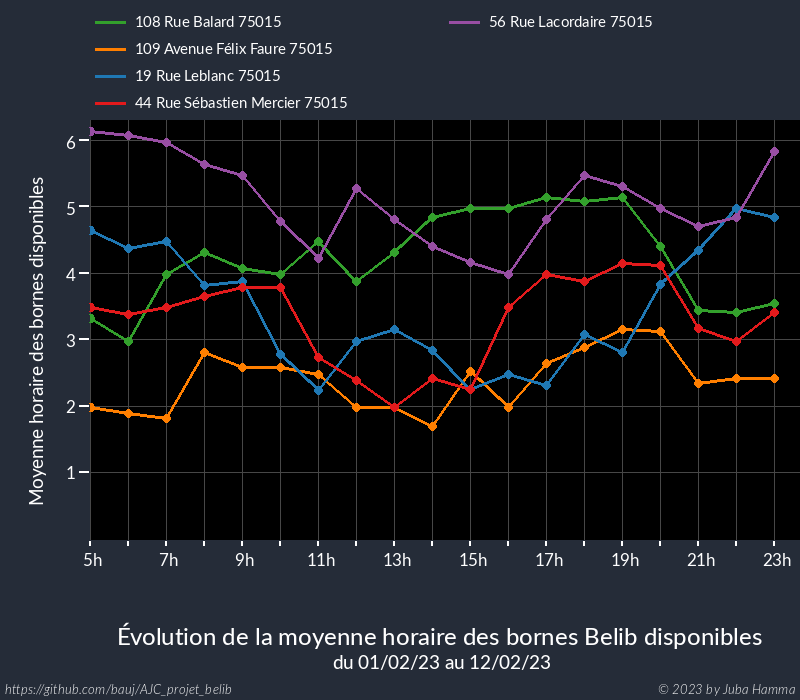 108 Rue Balard 75015
56 Rue Lacordaire 75015
109 Avenue Félix Faure 75015
19 Rue Leblanc 75015
44 Rue Sébastien Mercier 75015
Moyenne horaire des bornes disponibles
6
5
4
3
2
1
5h 7h 9h 11h 13h 15h 17h 19h 21h 23h
Évolution de la moyenne horaire des bornes Belib disponibles
du 01/02/23 au 12/02/23
https://github.com/bauj/AJC_projet_belib
© 2023 by Juba Hamma